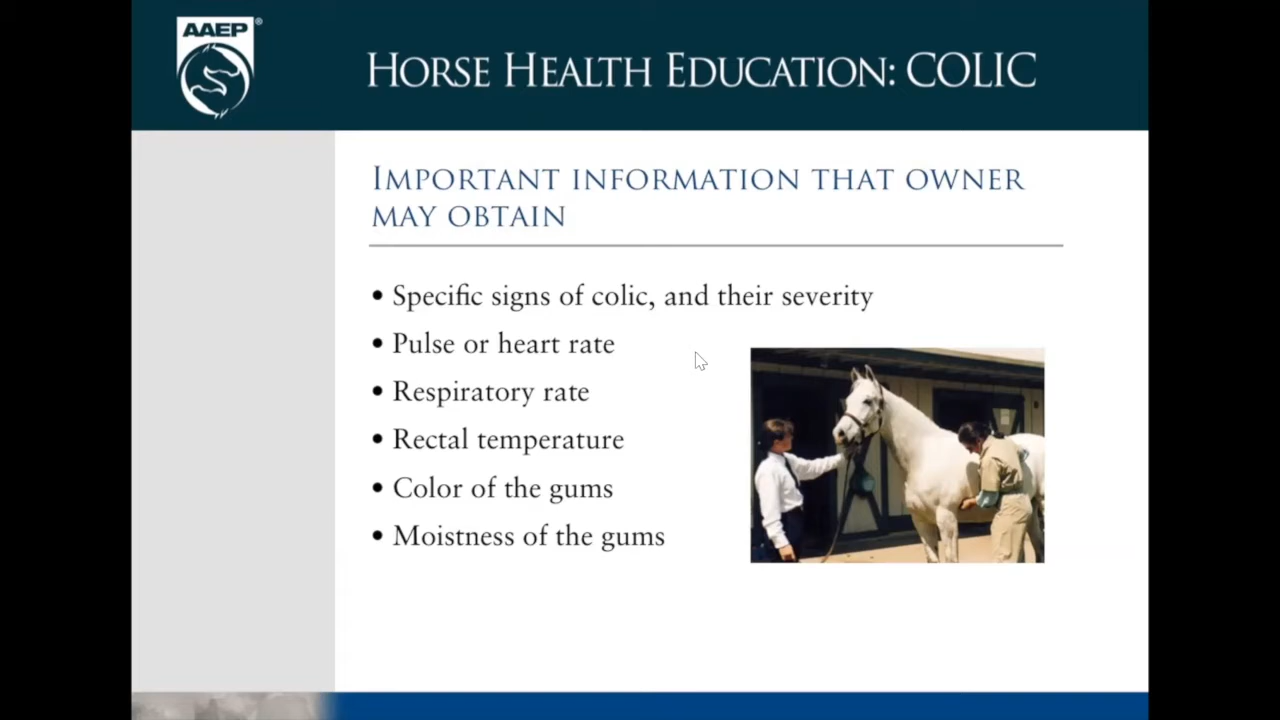 AAEP®
HORSE HEALTH EDUCATION: COLIC
IMPORTANT INFORMATION THAT OWNER
MAY OBTAIN
• Specific signs of colic, and their severity
• Pulse or heart rate
• Respiratory rate
• Rectal temperature
• Color of the gums
• Moistness of the gums